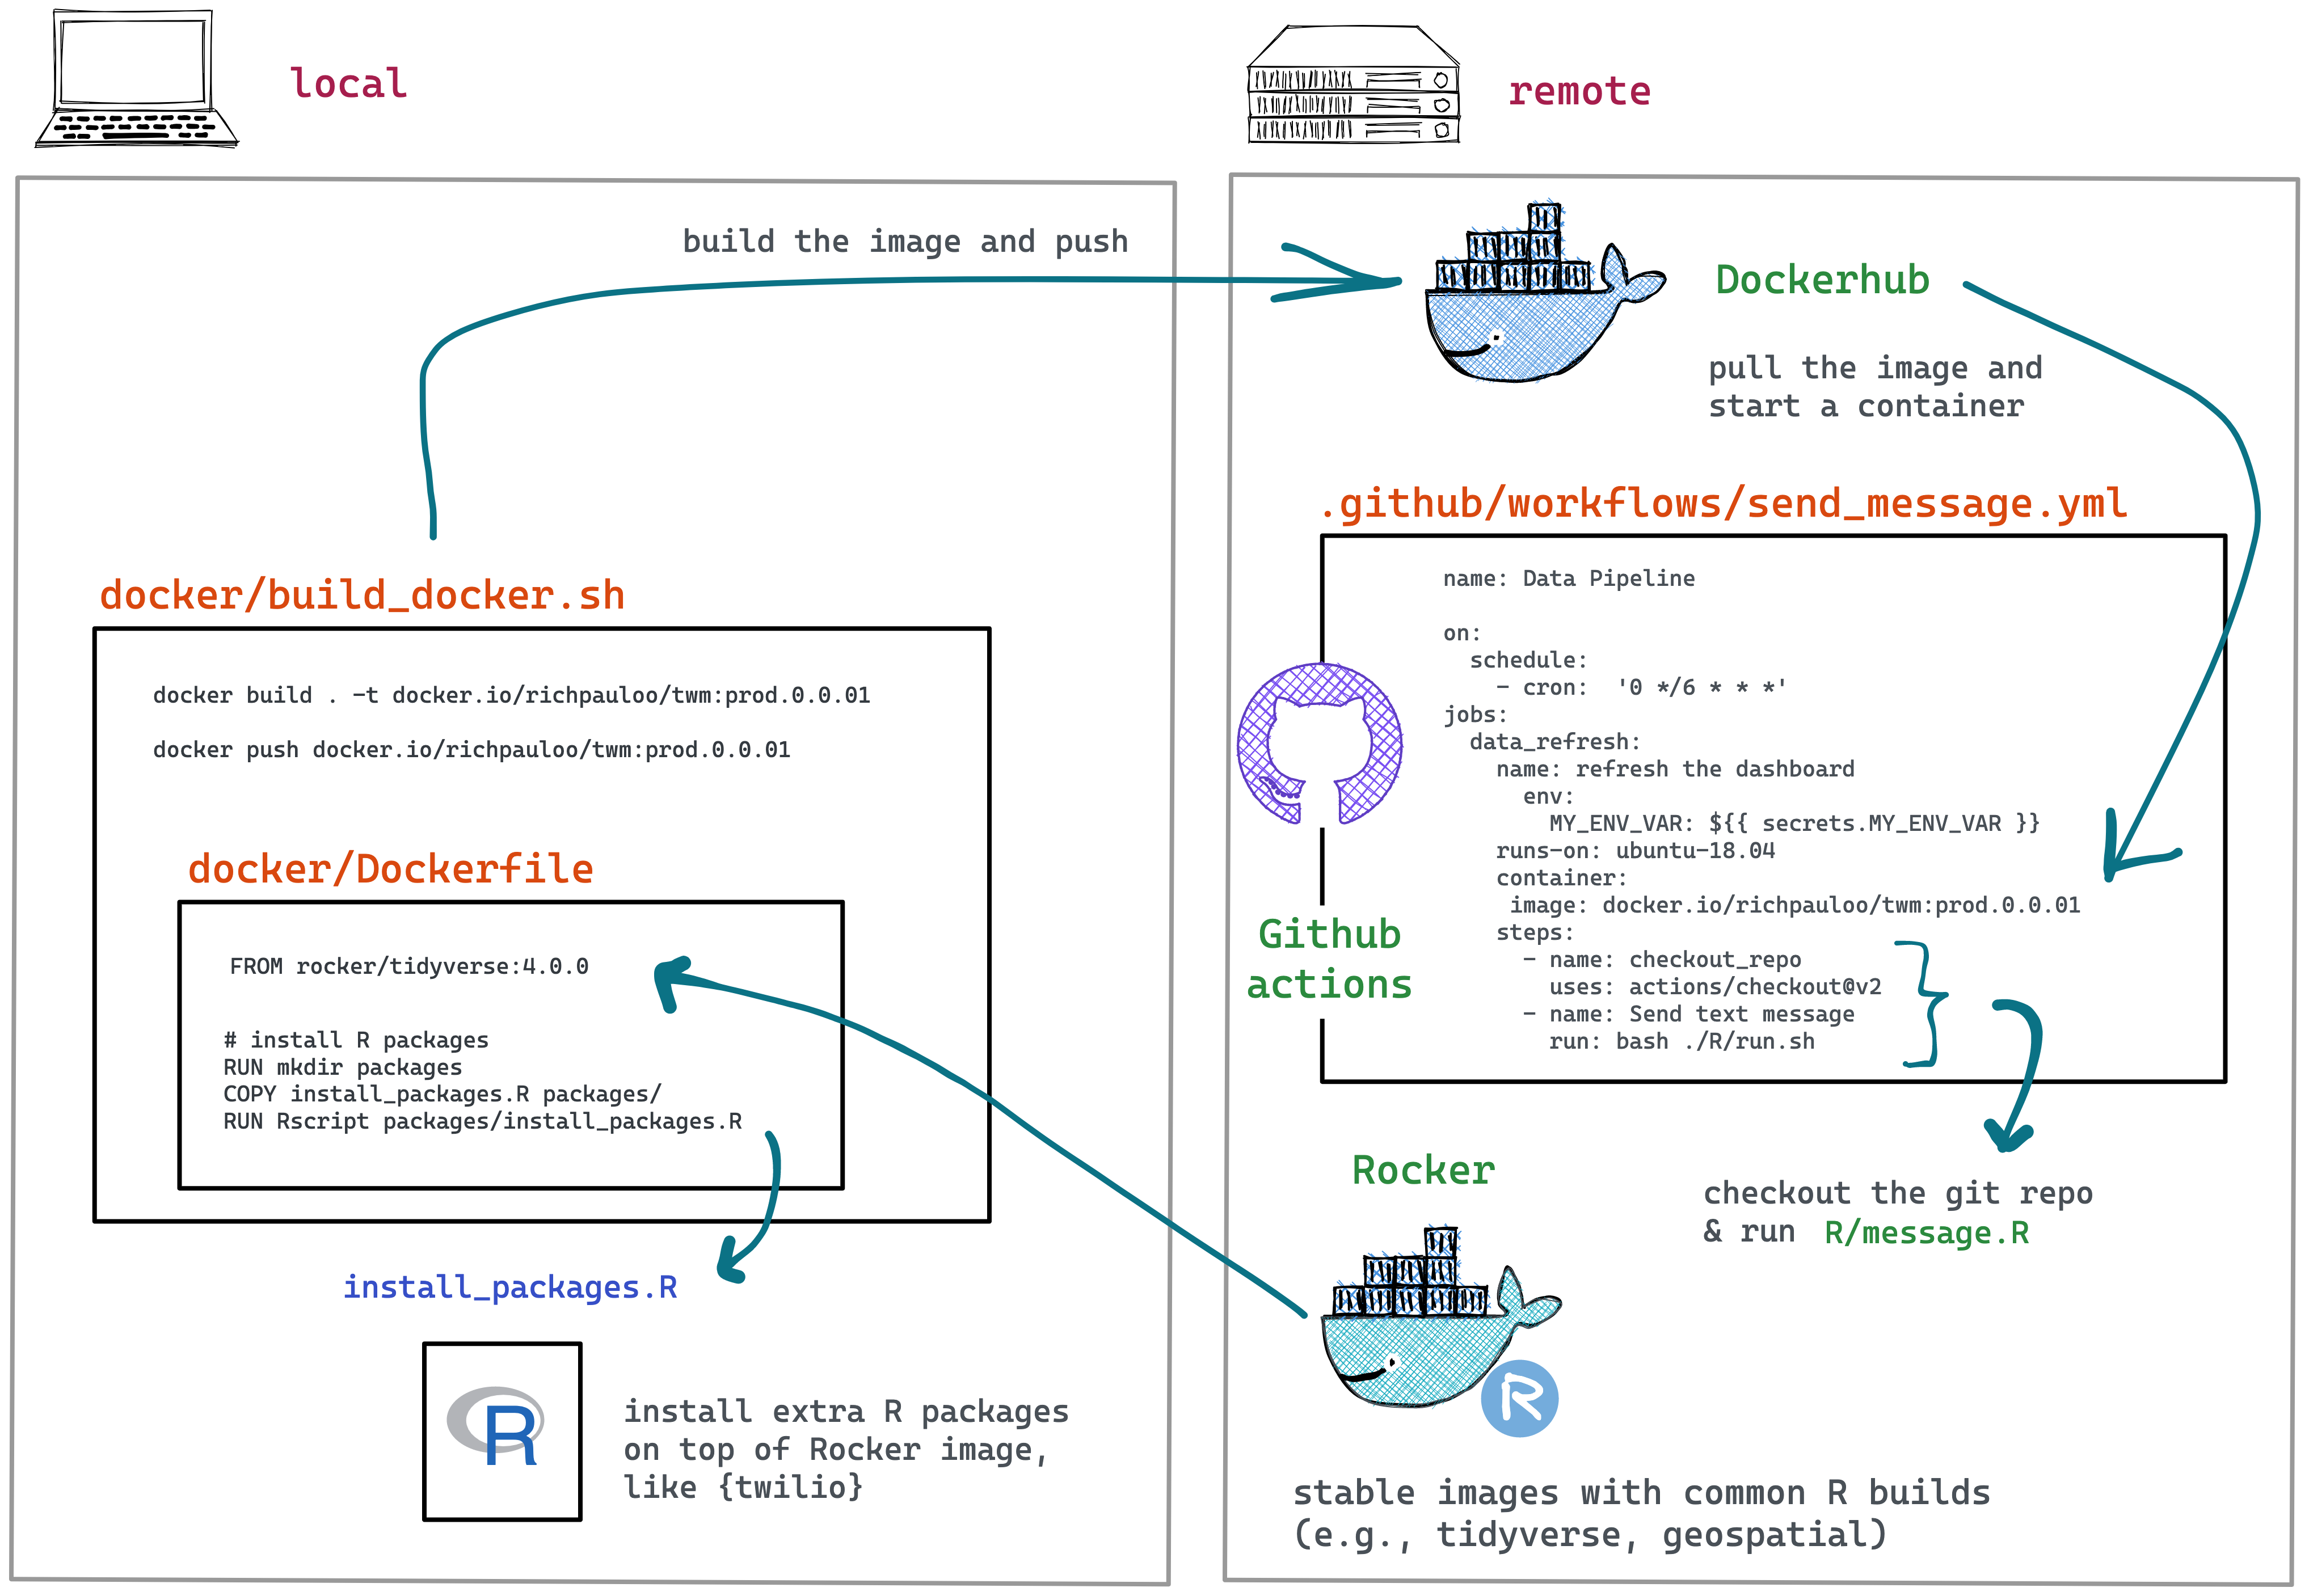 local
build the image and push
docker/build_docker.sh
docker build . -t docker.io/richpauloo/twm:prod.0.0.01
docker push docker.io/richpauloo/twm:prod.0.0.01
docker/Dockerfile
FROM rocker/tidyverse:4.0.0
# install R packages
RUN mkdir packages
COPY install_packages.R packages/
RUN Rscript packages/install_packages.R
install_packages.R
R
install extra R packages
on top of Rocker image,
like {twilio}
remote
Dockerhub
pull the image and
start a container
.github/workflows/send_message.yml
name: Data Pipeline
on:
  schedule:
    - cron:  '0 */6 * * *'
jobs:
  data_refresh:
    name: refresh the dashboard
      env:
        MY_ENV_VAR: ${{ secrets.MY_ENV_VAR }}
    runs-on: ubuntu-18.04
    container:
     image: docker.io/richpauloo/twm:prod.0.0.01
    steps:
      - name: checkout_repo
        uses: actions/checkout@v2
      - name: Send text message
        run: bash ./R/run.sh
Github
actions
checkout the git repo
& run R/message.R
Rocker
R
stable images with common R builds
(e.g., tidyverse, geospatial)